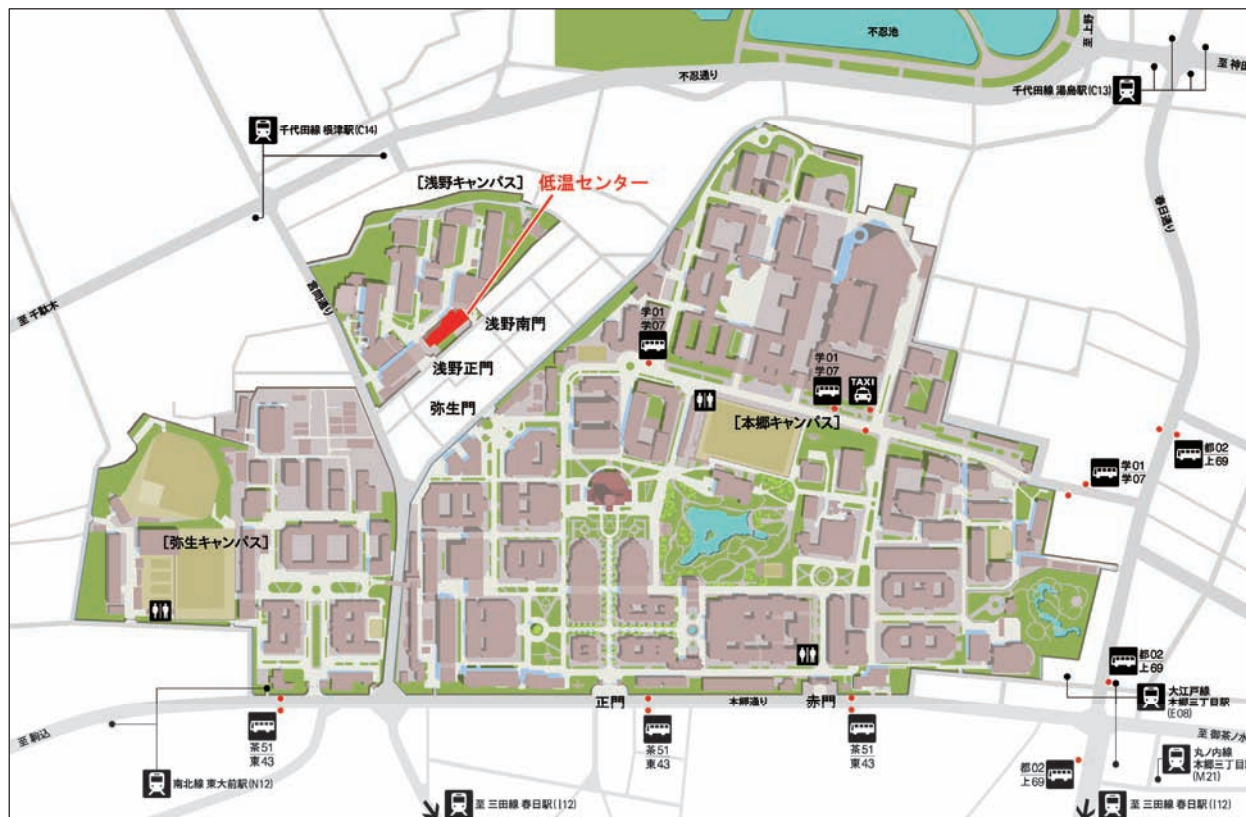 不忍池
至 上野
不忍通り
至 神田
千代田線 湯島駅(C13)
千代田線 根津駅(C14)
[浅野キャンパス]
低温センター
春日通り
至 千駄木
言問通り
浅野南門
浅野正門
弥生門
学01
学07
学01
学07
TAXI
[本郷キャンパス]
都02
上69
学01
学07
[弥生キャンパス]
都02
上69
大江戸線
本郷三丁目駅
(E08)
正門
本郷通り
赤門
至 駒込
茶51
東43
茶51
東43
茶51
東43
至 御茶ノ水
丸ノ内線
本郷三丁目駅
(M21)
都02
上69
南北線 東大前駅(N12)
至 三田線 春日駅(I12)
至 三田線 春日駅(I12)